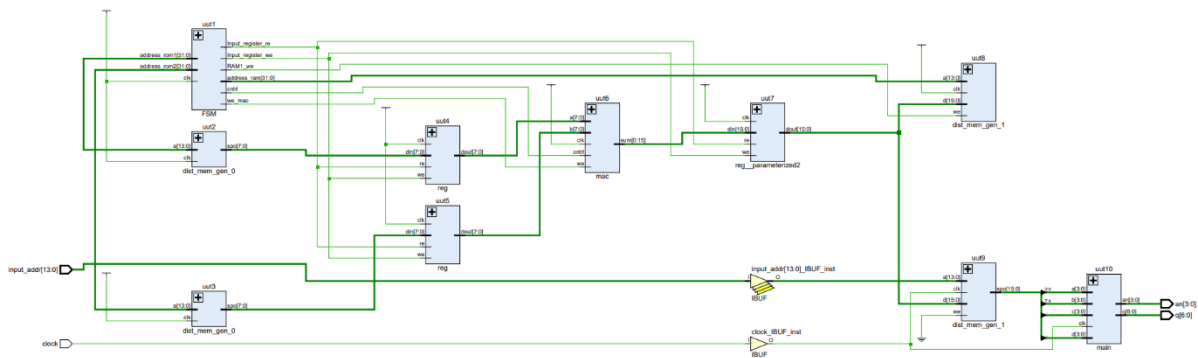 uut1
address_rom1[31:0]
address_rom2[31:0]
clk
Input_register_re
Input_register_we
RAM1_we
address_ram[31:0]
cntrl
we_mac
FSM
uut2
a[13:0]
clk
spo[7:0]
dist_mem_gen_0
uut4
clk
din[7:0]
re
we
dout[7:0]
reg
uut5
clk
din[7:0]
re
we
dout[7:0]
reg
uut6
a[7:0]
b[7:0]
clk
cntrl
we
sum[0:15]
mac
uut7
clk
din[15:0]
re
we
dout[15:0]
reg__parameterized2
uut8
a[13:0]
clk
d[15:0]
we
dist_mem_gen_1
input_addr[13:0]
uut3
a[13:0]
clk
spo[7:0]
dist_mem_gen_0
input_addr[13:0]_IBUF_inst
I
O
IBUF
uut9
a[13:0]
clk
d[15:0]
we
spo[15:0]
dist_mem_gen_1
uut10
a[3:0]
b[3:0]
c[3:0]
clk
d[3:0]
an[3:0]
q[6:0]
main
an[3:0]
q[6:0]
clock
clock_IBUF_inst
I
O
IBUF